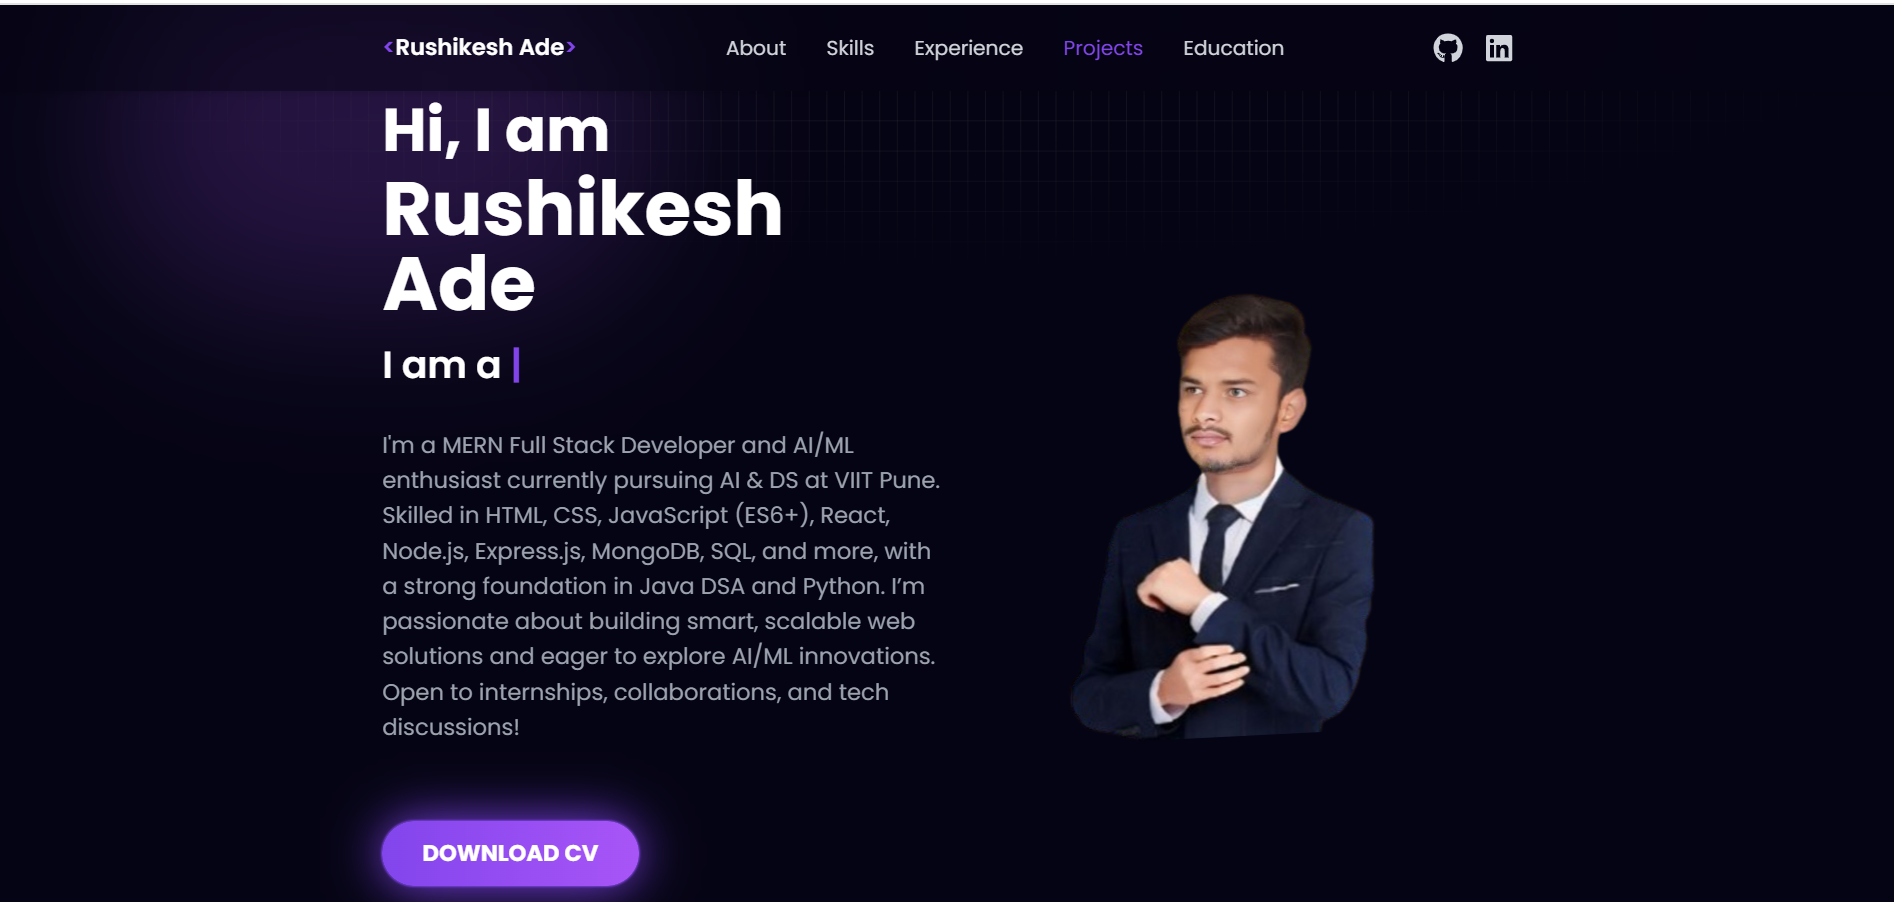 <Rushikesh Ade>
About Skills Experience Projects Education
Hi, I am
Rushikesh
Ade
I am a |
I'm a MERN Full Stack Developer and AI/ML
enthusiast currently pursuing AI & DS at VIIT Pune.
Skilled in HTML, CSS, JavaScript (ES6+), React,
Node.js, Express.js, MongoDB, SQL, and more, with
a strong foundation in Java DSA and Python. I’m
passionate about building smart, scalable web
solutions and eager to explore AI/ML innovations.
Open to internships, collaborations, and tech
discussions!
DOWNLOAD CV